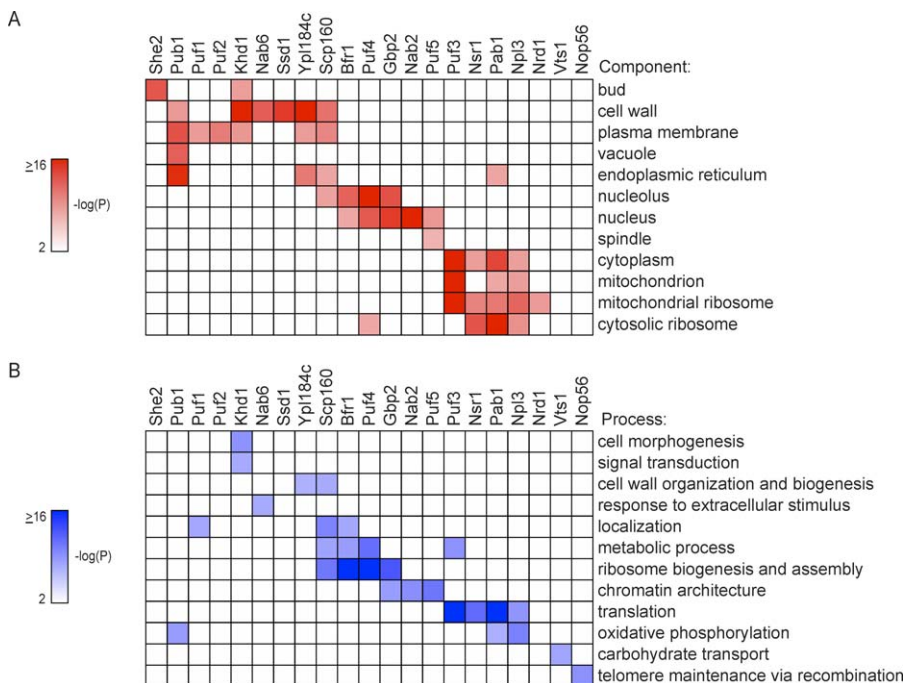 A
She2 Pub1 Puf1 Puf2 Khd1 Nab6 Ssd1 Ypl184c Scp160 Bfr1 Puf4 Gbp2 Nab2 Puf5 Puf3 Nsr1 Pab1 Npl3 Nrd1 Vts1 Nop56
Component:
bud
cell wall
plasma membrane
vacuole
endoplasmic reticulum
nucleolus
nucleus
spindle
cytoplasm
mitochondrion
mitochondrial ribosome
cytosolic ribosome
≥16
-log(P)
2
B
She2 Pub1 Puf1 Puf2 Khd1 Nab6 Ssd1 Ypl184c Scp160 Bfr1 Puf4 Gbp2 Nab2 Puf5 Puf3 Nsr1 Pab1 Npl3 Nrd1 Vts1 Nop56
Process:
cell morphogenesis
signal transduction
cell wall organization and biogenesis
response to extracellular stimulus
localization
metabolic process
ribosome biogenesis and assembly
chromatin architecture
translation
oxidative phosphorylation
carbohydrate transport
telomere maintenance via recombination
≥16
-log(P)
2